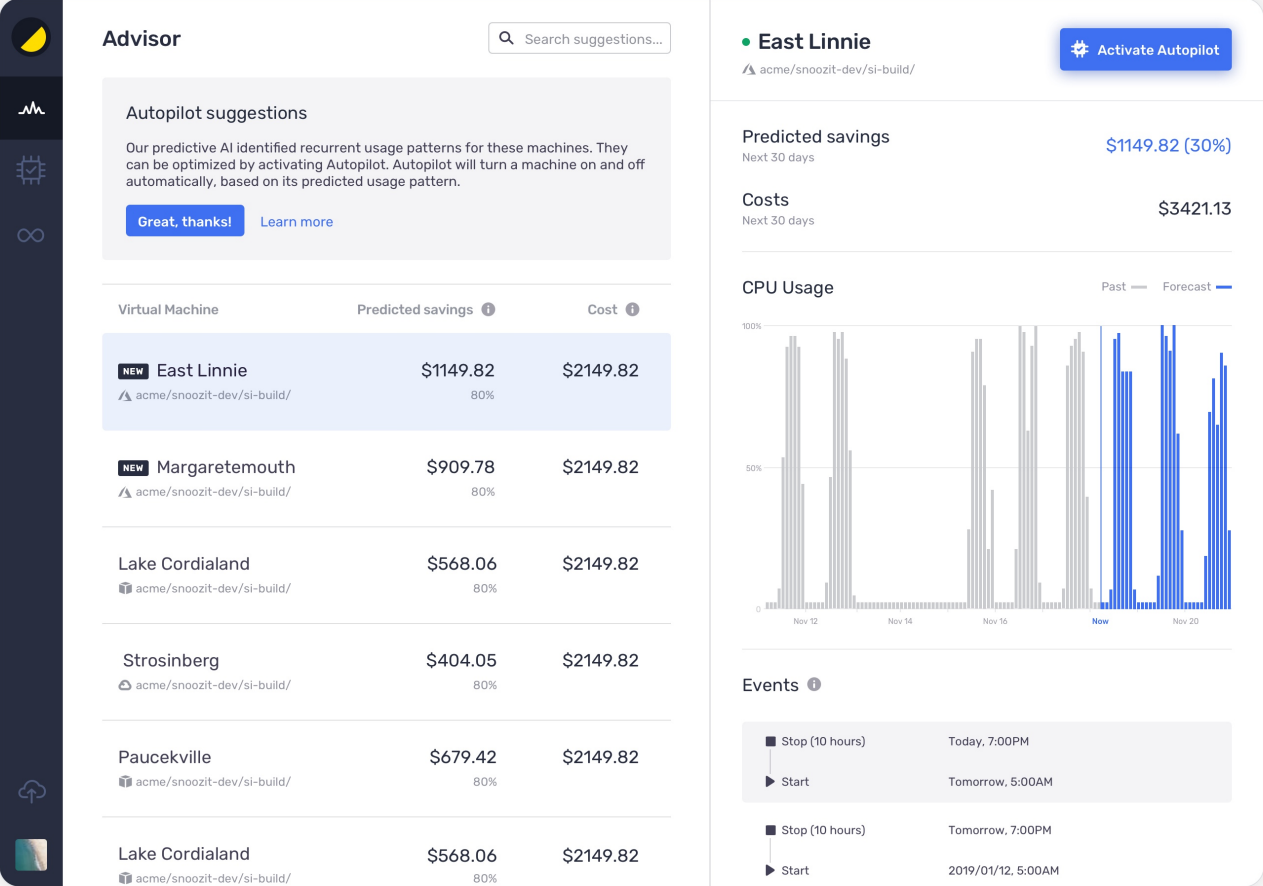 Advisor
Search suggestions...
Autopilot suggestions
Our predictive AI identified recurrent usage patterns for these machines. They
can be optimized by activating Autopilot. Autopilot will turn a machine on and off
automatically, based on its predicted usage pattern.
Great, thanks!
Learn more
Virtual Machine
Predicted savings
Cost
NEW East Linnie
$1149.82
$2149.82
acme/snoozit-dev/si-build/
80%
NEW Margaretemouth
$909.78
$2149.82
acme/snoozit-dev/si-build/
80%
Lake Cordialand
$568.06
$2149.82
acme/snoozit-dev/si-build/
80%
Strosinberg
$404.05
$2149.82
acme/snoozit-dev/si-build/
80%
Paucekville
$679.42
$2149.82
acme/snoozit-dev/si-build/
80%
Lake Cordialand
$568.06
$2149.82
acme/snoozit-dev/si-build/
80%
East Linnie
acme/snoozit-dev/si-build/
Activate Autopilot
Predicted savings
Next 30 days
$1149.82 (30%)
Costs
Next 30 days
$3421.13
CPU Usage
Past
Forecast
100%
50%
0
Nov 12
Nov 14
Nov 16
Now
Nov 20
Events
Stop (10 hours)
Today, 7:00PM
Start
Tomorrow, 5:00AM
Stop (10 hours)
Tomorrow, 7:00PM
Start
2019/01/12, 5:00AM